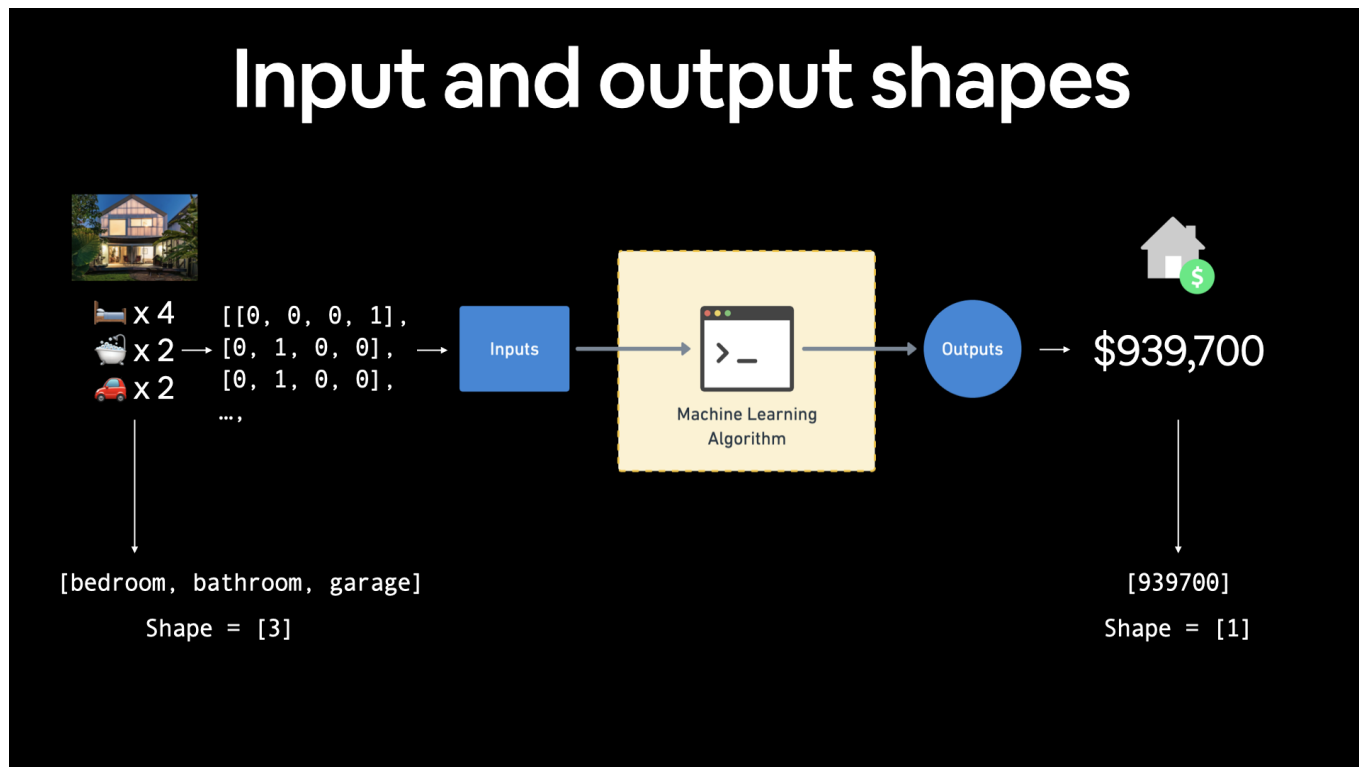 Input and output shapes
x 4
x 2
x 2
[[0, 0, 0, 1],
[0, 1, 0, 0],
[0, 1, 0, 0],
…,
Inputs
Machine Learning
Algorithm
Outputs
$
$939,700
[bedroom, bathroom, garage]
Shape = [3]
[939700]
Shape = [1]